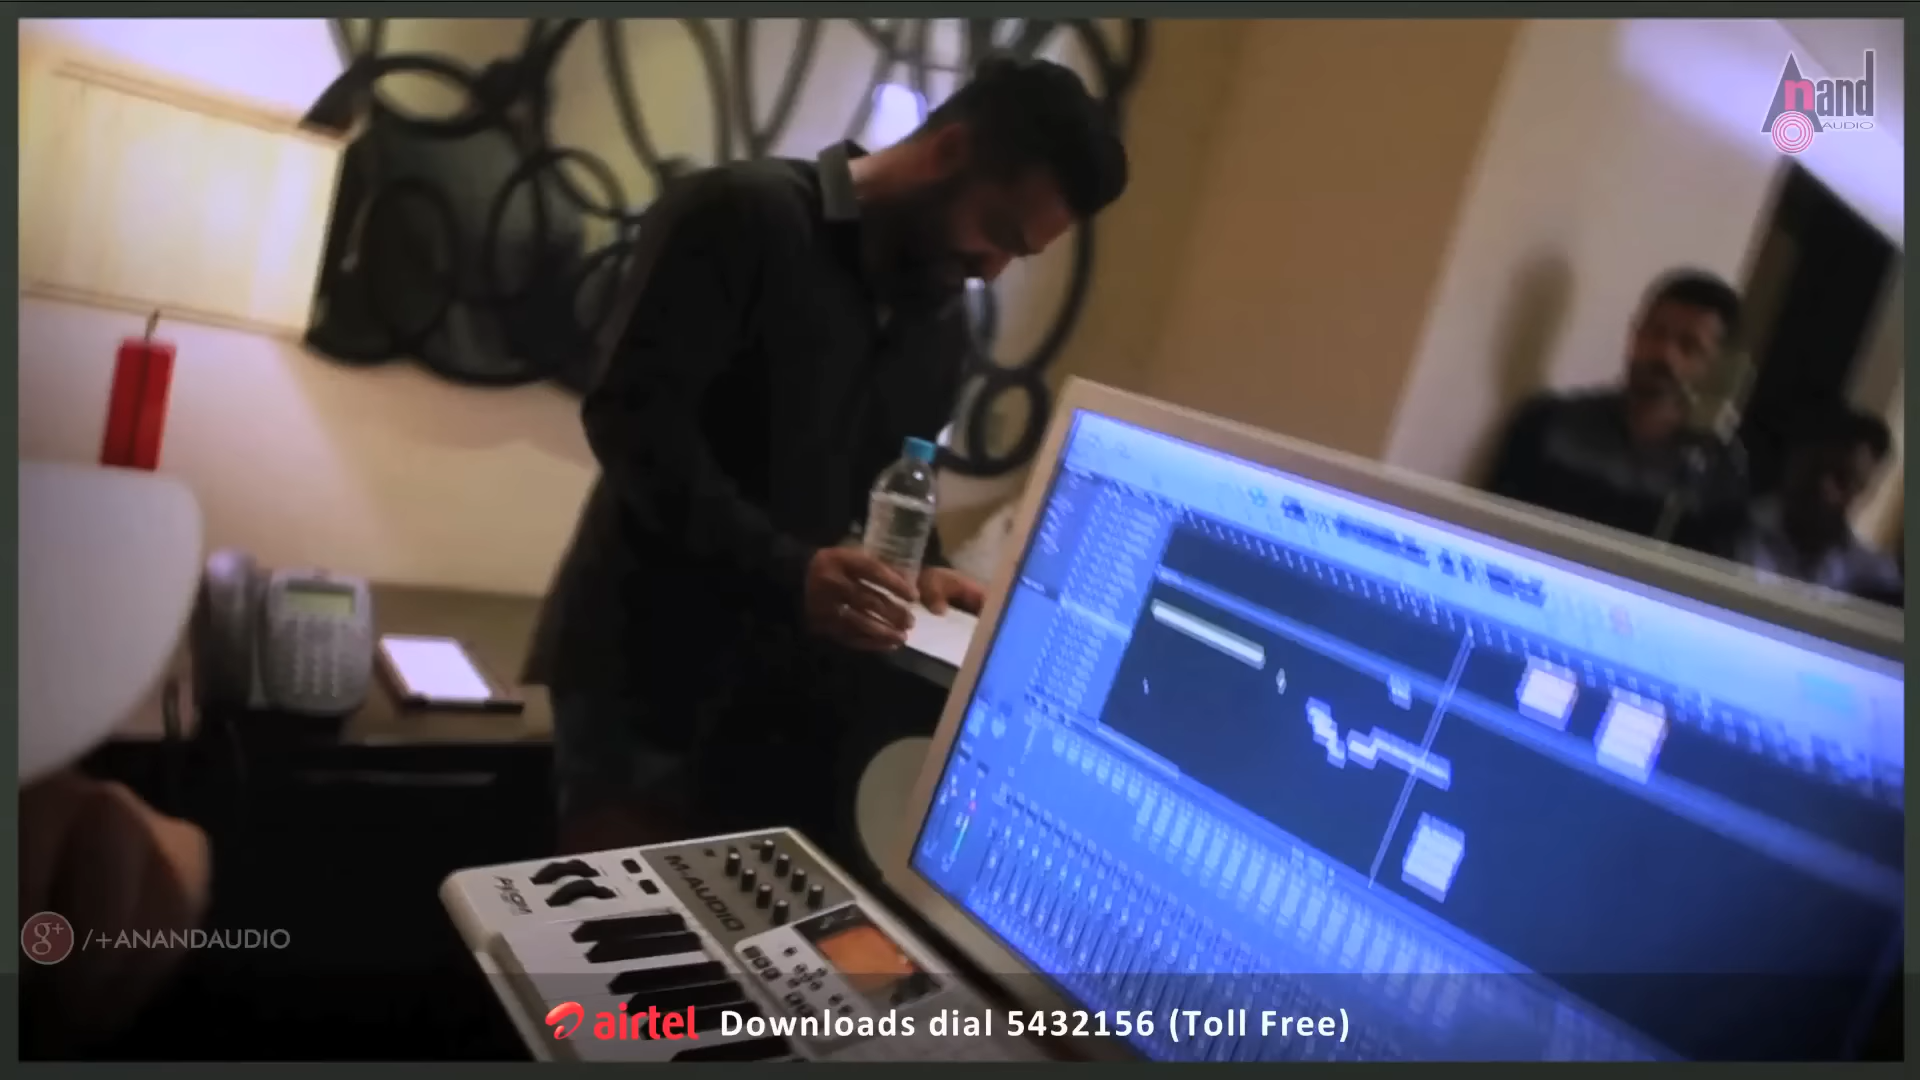 Anand
AUDIO
M-AUDIO
g+ /+ANANDAUDIO
airtel Downloads dial 5432156 (Toll Free)